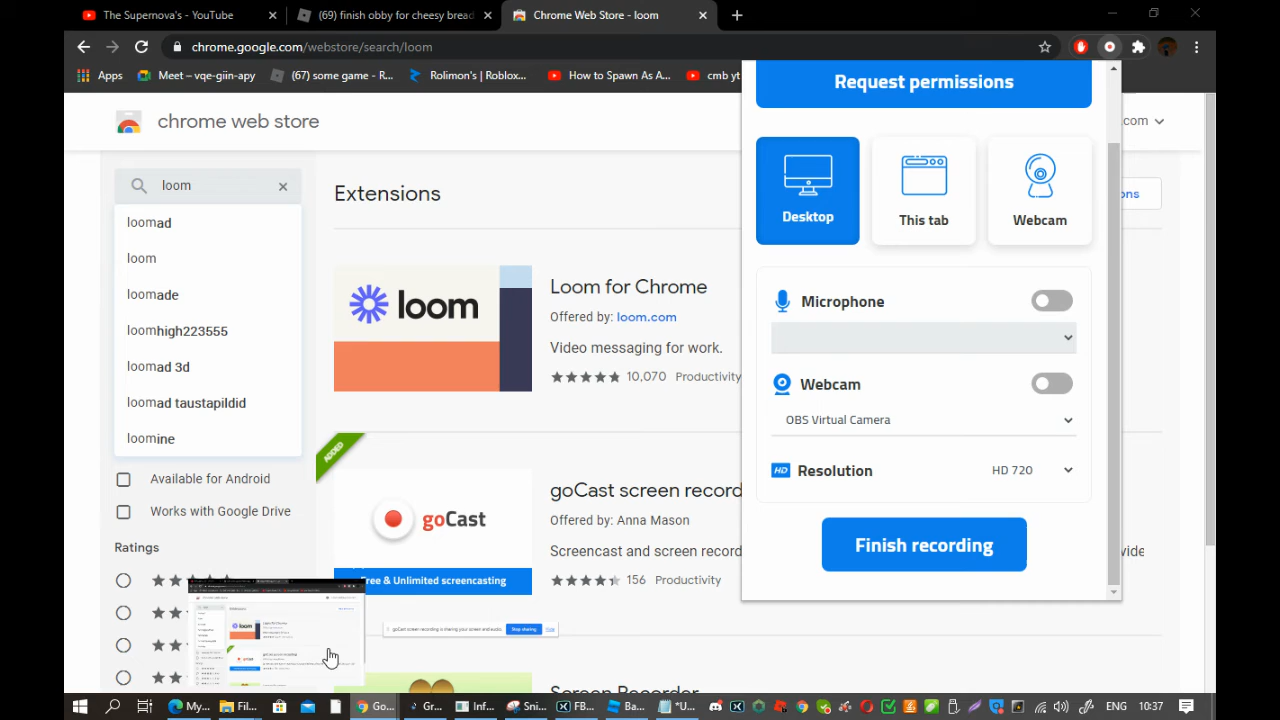 The Supernova's - YouTube
(69) finish obby for cheesy bread
Chrome Web Store - loom
chrome.google.com/webstore/search/loom
Apps
Meet – vqe-giin-apy
(67) some game - R...
Rolimon's | Roblox...
How to Spawn As A...
cmb yt
chrome web store
.com
loom
loomad
loom
loomade
loomhigh223555
loomad 3d
loomad taustapildid
loomine
Available for Android
Works with Google Drive
Ratings
Extensions
ons
loom
Loom for Chrome
Offered by: loom.com
Video messaging for work.
10,070 Productivity
ADDED
goCast
Free & Unlimited screencasting
goCast screen record
Offered by: Anna Mason
Screencast and screen record
wide
156 Productivity
goCast screen recording is sharing your screen and audio.
Stop sharing
Hide
Screen Recorder
Request permissions
Desktop
This tab
Webcam
Microphone
Webcam
OBS Virtual Camera
HD Resolution
HD 720
Finish recording
My...
Fil...
Go...
Gr...
Inf...
Sni...
FB...
Ba...
*U...
ENG
10:37